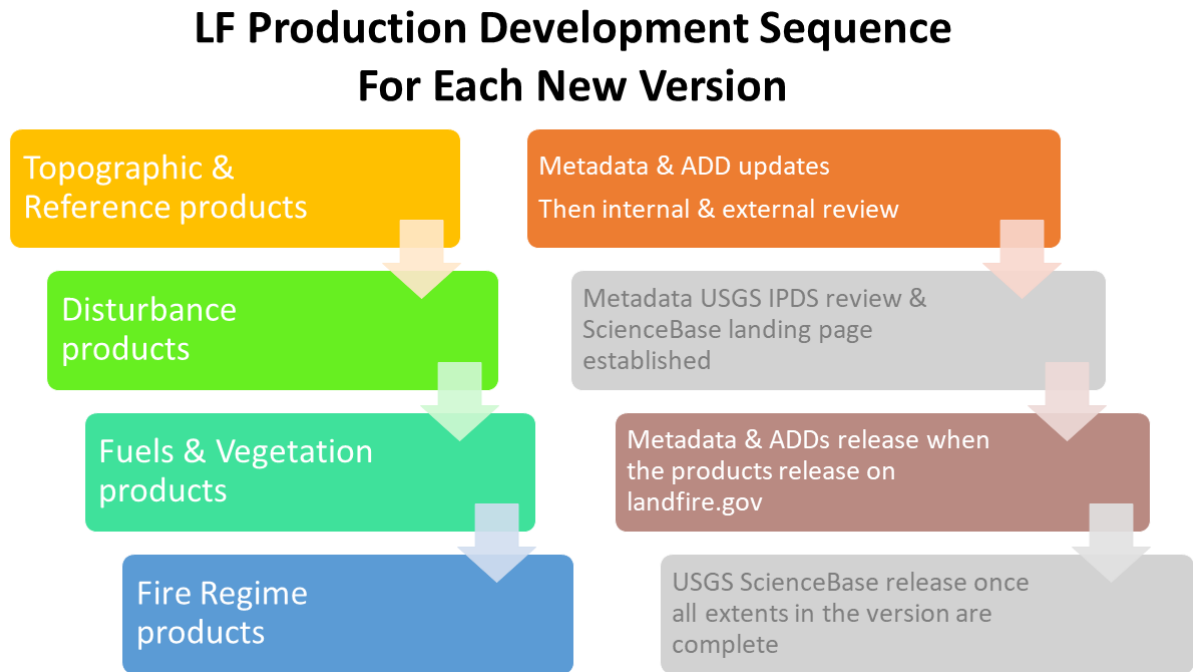 LF Production Development Sequence
For Each New Version
Topographic &
Reference products
Disturbance
products
Fuels & Vegetation
products
Fire Regime
products
Metadata & ADD updates
Then internal & external review
Metadata USGS IPDS review &
ScienceBase landing page
established
Metadata & ADDs release when
the products release on
landfire.gov
USGS ScienceBase release once
all extents in the version are
complete